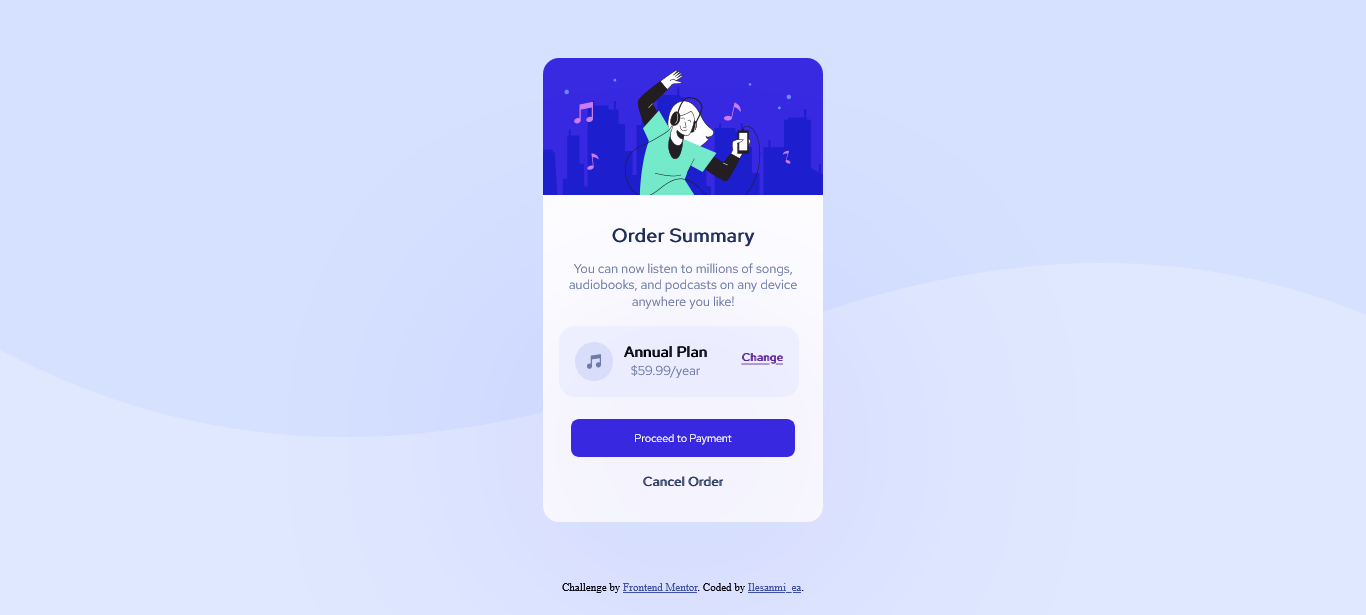 Order Summary
You can now listen to millions of songs,
audiobooks, and podcasts on any device
anywhere you like!
Annual Plan
$59.99/year
Change
Proceed to Payment
Cancel Order
Challenge by Frontend Mentor. Coded by Ilesanmi_ea.